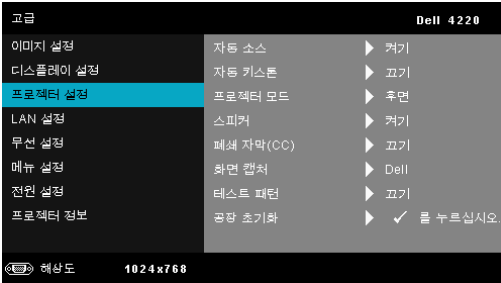 고급 Dell 4220
이미지 설정
디스플레이 설정
프로젝터 설정
LAN 설정
무선 설정
메뉴 설정
전원 설정
프로젝터 정보
자동 소스 켜기
자동 키스톤 끄기
프로젝터 모드 후면
스피커 켜기
폐쇄 자막(CC) 끄기
화면 캡처 Dell
테스트 패턴 끄기
공장 초기화 ✓ 를 누르십시오.
해상도 1024x768